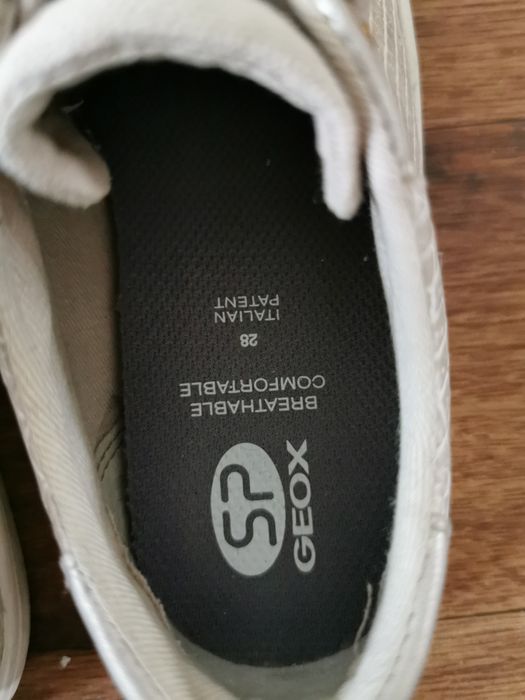 GEOX
SP
BREATHABLE
COMFORTABLE
28
ITALIAN
PATENT